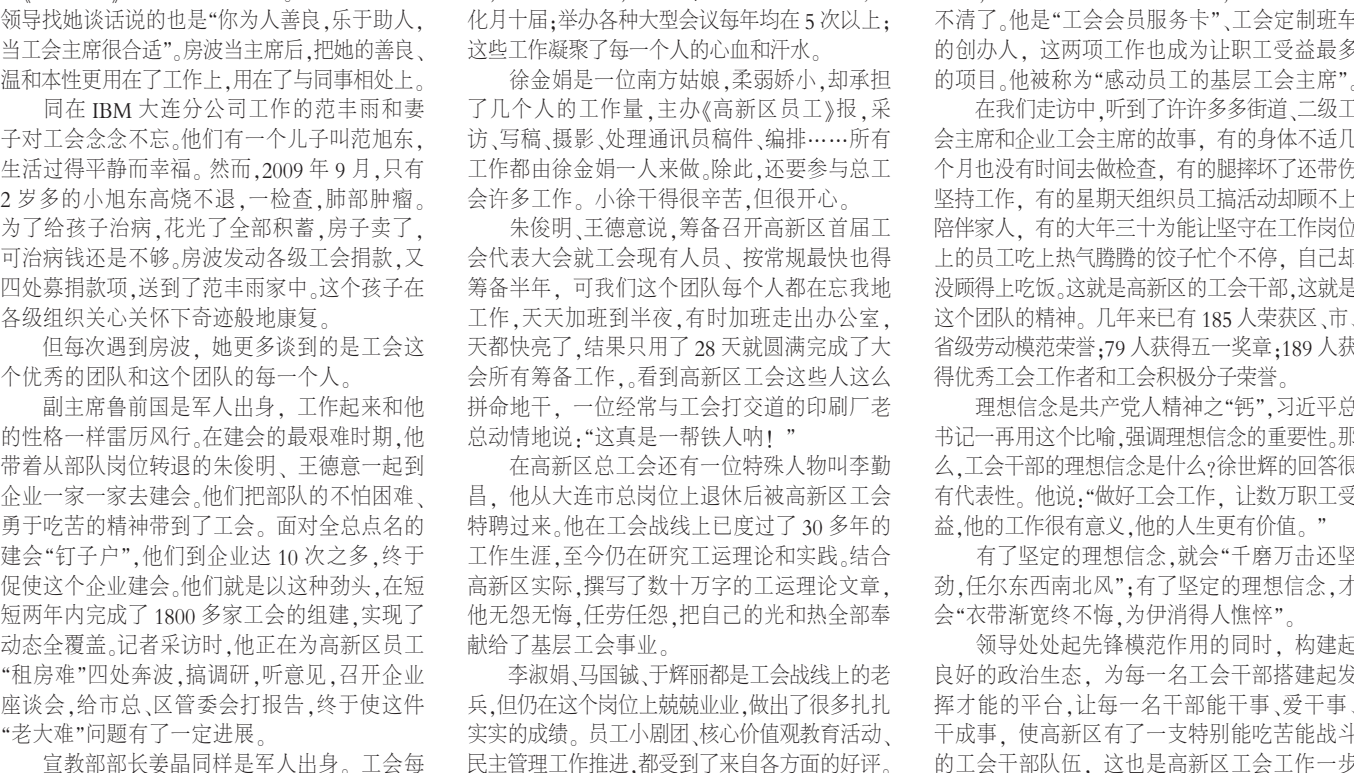 领导找她谈话说的也是“你为人善良,乐于助人,
当工会主席很合适”。房波当主席后,把她的善良、
温和本性更用在了工作上,用在了与同事相处上。
同在 IBM 大连分公司工作的范丰雨和妻
子对工会念念不忘。他们有一个儿子叫范旭东,
生活过得平静而幸福。然而,2009 年 9 月,只有
2 岁多的小旭东高烧不退,一检查,肺部肿瘤。
为了给孩子治病,花光了全部积蓄,房子卖了,
可治病钱还是不够。房波发动各级工会捐款,又
四处募捐款项,送到了范丰雨家中。这个孩子在
各级组织关心关怀下奇迹般地康复。
但每次遇到房波，她更多谈到的是工会这
个优秀的团队和这个团队的每一个人。
副主席鲁前国是军人出身，工作起来和他
的性格一样雷厉风行。在建会的最艰难时期,他
带着从部队岗位转退的朱俊明、王德意一起到
企业一家一家去建会。他们把部队的不怕困难、
勇于吃苦的精神带到了工会。面对全总点名的
建会“钉子户”,他们到企业达 10 次之多,终于
促使这个企业建会。他们就是以这种劲头,在短
短两年内完成了 1800 多家工会的组建,实现了
动态全覆盖。记者采访时,他正在为高新区员工
“租房难”四处奔波,搞调研,听意见,召开企业
座谈会,给市总、区管委会打报告,终于使这件
“老大难”问题有了一定进展。
宣教部部长姜晶同样是军人出身。工会每
化月十届;举办各种大型会议每年均在 5 次以上;
这些工作凝聚了每一个人的心血和汗水。
徐金娟是一位南方姑娘,柔弱娇小,却承担
了几个人的工作量,主办《高新区员工》报,采
访、写稿、摄影、处理通讯员稿件、编排……所有
工作都由徐金娟一人来做。除此,还要参与总工
会许多工作。小徐干得很辛苦,但很开心。
朱俊明、王德意说,筹备召开高新区首届工
会代表大会就工会现有人员、按常规最快也得
筹备半年，可我们这个团队每个人都在忘我地
工作,天天加班到半夜,有时加班走出办公室,
天都快亮了,结果只用了 28 天就圆满完成了大
会所有筹备工作,。看到高新区工会这些人这么
拼命地干，一位经常与工会打交道的印刷厂老
总动情地说:“这真是一帮铁人呐！”
在高新区总工会还有一位特殊人物叫李勤
昌，他从大连市总岗位上退休后被高新区工会
特聘过来。他在工会战线上已度过了 30 多年的
工作生涯,至今仍在研究工运理论和实践。结合
高新区实际,撰写了数十万字的工运理论文章,
他无怨无悔,任劳任怨,把自己的光和热全部奉
献给了基层工会事业。
李淑娟、马国铖、于辉丽都是工会战线上的老
兵,但仍在这个岗位上兢兢业业,做出了很多扎扎
实实的成绩。员工小剧团、核心价值观教育活动、
民主管理工作推进,都受到了来自各方面的好评。
不清了。他是“工会会员服务卡”、工会定制班车
的创办人，这两项工作也成为让职工受益最多
的项目。他被称为“感动员工的基层工会主席”。
在我们走访中,听到了许许多多街道、二级工
会主席和企业工会主席的故事，有的身体不适几
个月也没有时间去做检查，有的腿摔坏了还带伤
坚持工作，有的星期天组织员工搞活动却顾不上
陪伴家人，有的大年三十为能让坚守在工作岗位
上的员工吃上热气腾腾的饺子忙个不停，自己却
没顾得上吃饭。这就是高新区的工会干部,这就是
这个团队的精神。几年来已有 185 人荣获区、市、
省级劳动模范荣誉;79 人获得五一奖章;189 人获
得优秀工会工作者和工会积极分子荣誉。
理想信念是共产党人精神之“钙”,习近平总
书记一再用这个比喻,强调理想信念的重要性。那
么,工会干部的理想信念是什么?徐世辉的回答很
有代表性。他说:“做好工会工作，让数万职工受
益,他的工作很有意义,他的人生更有价值。”
有了坚定的理想信念,就会“千磨万击还坚
劲,任尔东西南北风”;有了坚定的理想信念,才
会“衣带渐宽终不悔,为伊消得人憔悴”。
领导处处起先锋模范作用的同时，构建起
良好的政治生态，为每一名工会干部搭建起发
挥才能的平台,让每一名干部能干事、爱干事、
干成事，使高新区有了一支特别能吃苦能战斗
的工会干部队伍，这也是高新区工会工作一步